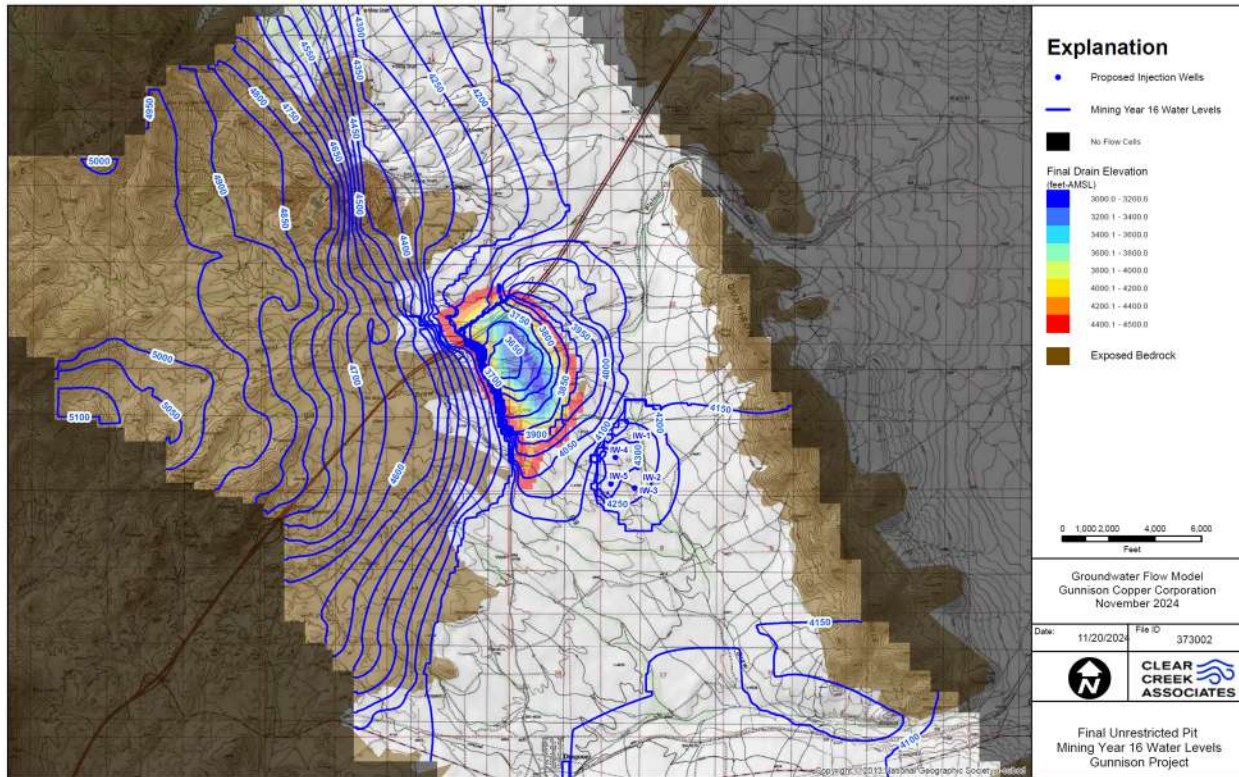 4300
4550
4350
4250
4950
4800
4750
4450
4200
4650
5000
4900
4500
4850
4400
3750
3950
3800
5000
3650
4000
4700
3700
3850
5050
5100
4150
4200
3900
4100
IW-1
4050
IW-4
4300
4600
IW-5
IW-2
IW-3
4250
4150
4100
Dragoon
Copyright © 2013 National Geographic Society, i-cubed
Explanation
Proposed Injection Wells
Mining Year 16 Water Levels
No Flow Cells
Final Drain Elevation
(feet-AMSL)
3000.0 - 3200.0
3200.1 - 3400.0
3400.1 - 3600.0
3600.1 - 3800.0
3800.1 - 4000.0
4000.1 - 4200.0
4200.1 - 4400.0
4400.1 - 4500.0
Exposed Bedrock
0 1,000 2,000 4,000 6,000
Feet
Groundwater Flow Model
Gunnison Copper Corporation
November 2024
Date: 11/20/2024
File ID 373002
N
CLEAR
CREEK
ASSOCIATES
Final Unrestricted Pit
Mining Year 16 Water Levels
Gunnison Project